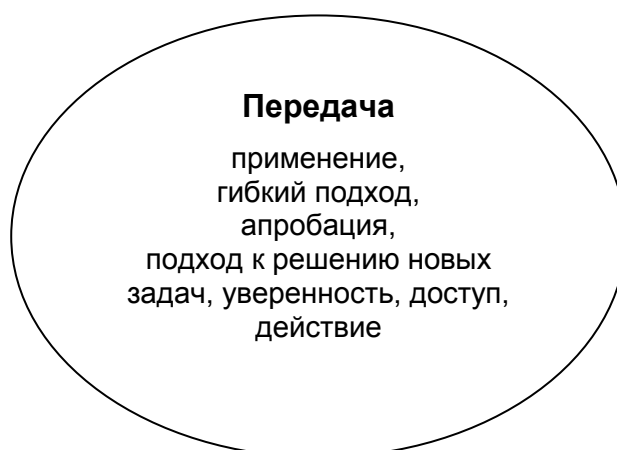 Передача
применение,
гибкий подход,
апробация,
подход к решению новых
задач, уверенность, доступ,
действие